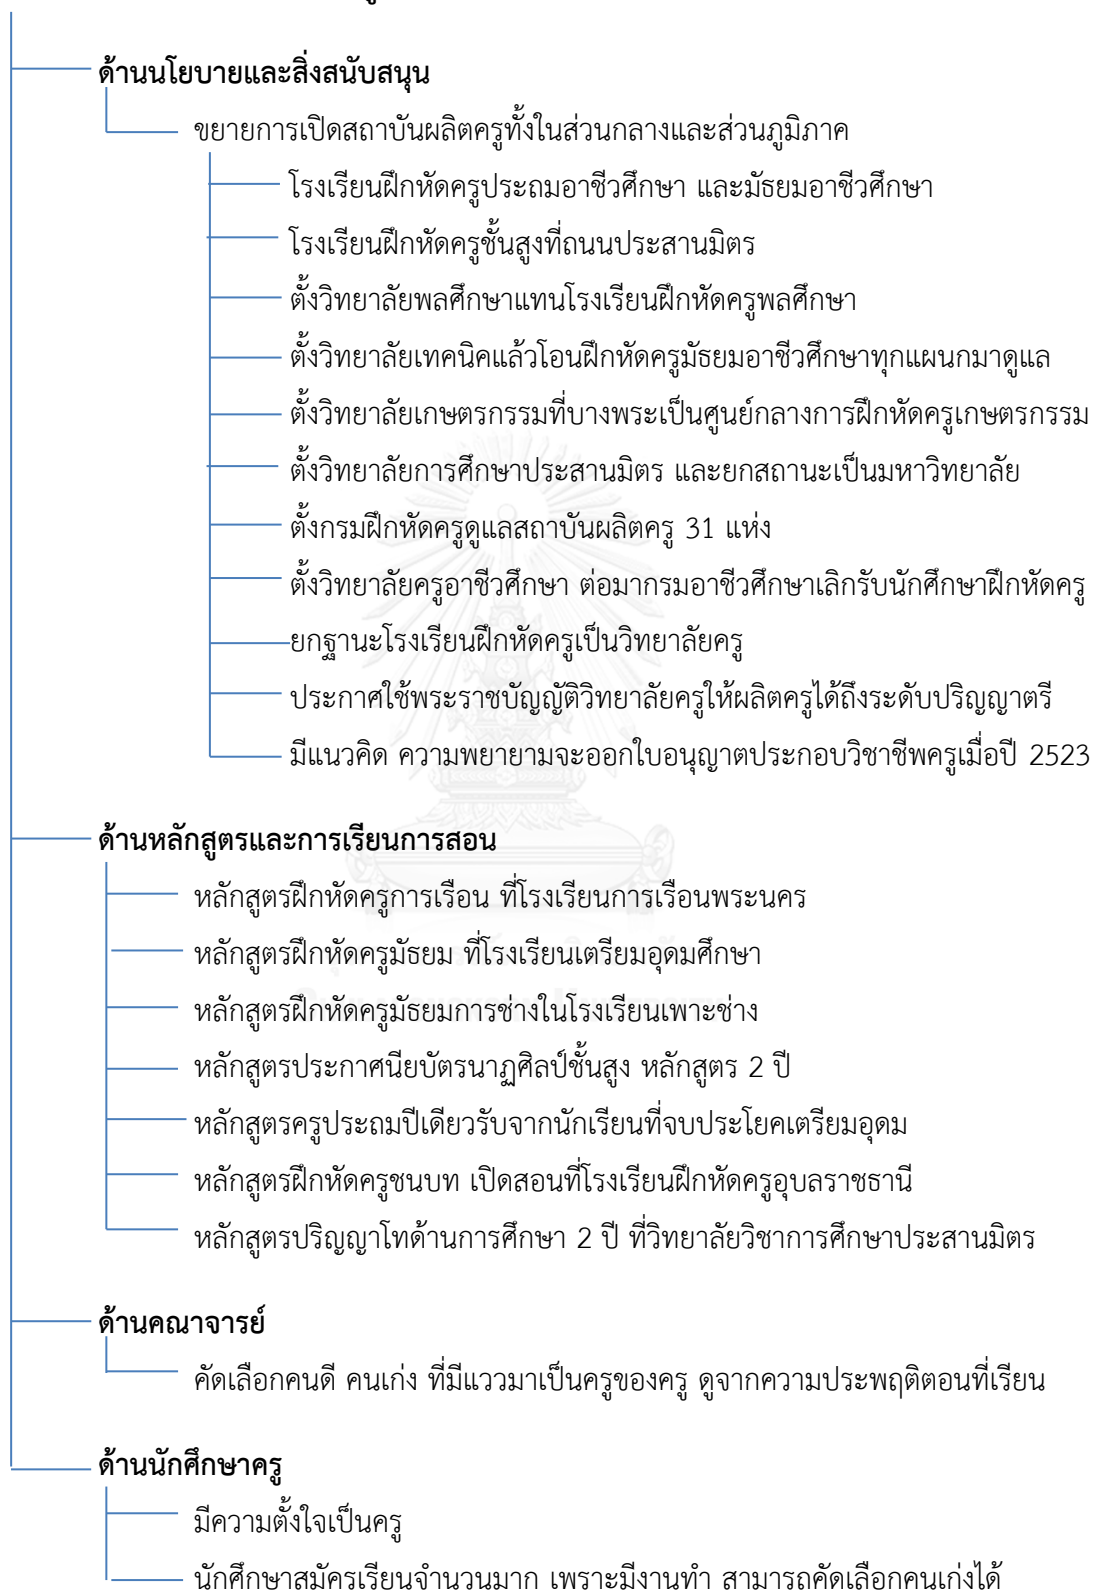 ด้านนโยบายและสิ่งสนับสนุน
ขยายการเปิดสถาบันผลิตครูทั้งในส่วนกลางและส่วนภูมิภาค
โรงเรียนฝึกหัดครูประถมอาชีวศึกษา และมัธยมอาชีวศึกษา
โรงเรียนฝึกหัดครูชั้นสูงที่ถนนประสานมิตร
ตั้งวิทยาลัยพลศึกษาแทนโรงเรียนฝึกหัดครูพลศึกษา
ตั้งวิทยาลัยเทคนิคแล้วโอนฝึกหัดครูมัธยมอาชีวศึกษาทุกแผนกมาดูแล
ตั้งวิทยาลัยเกษตรกรรมที่บางพระเป็นศูนย์กลางการฝึกหัดครูเกษตรกรรม
ตั้งวิทยาลัยการศึกษาประสานมิตร และยกสถานะเป็นมหาวิทยาลัย
ตั้งกรมฝึกหัดครูดูแลสถาบันผลิตครู 31 แห่ง
ตั้งวิทยาลัยครูอาชีวศึกษา ต่อมากรมอาชีวศึกษาเลิกรับนักศึกษาฝึกหัดครู
ยกฐานะโรงเรียนฝึกหัดครูเป็นวิทยาลัยครู
ประกาศใช้พระราชบัญญัติวิทยาลัยครูให้ผลิตครูได้ถึงระดับปริญญาตรี
มีแนวคิด ความพยายามจะออกใบอนุญาตประกอบวิชาชีพครูเมื่อปี 2523
ด้านหลักสูตรและการเรียนการสอน
หลักสูตรฝึกหัดครูการเรือน ที่โรงเรียนการเรือนพระนคร
หลักสูตรฝึกหัดครูมัธยม ที่โรงเรียนเตรียมอุดมศึกษา
หลักสูตรฝึกหัดครูมัธยมการช่างในโรงเรียนเพาะช่าง
หลักสูตรประกาศนียบัตรนาฏศิลป์ชั้นสูง หลักสูตร 2 ปี
หลักสูตรครูประถมปีเดียวรับจากนักเรียนที่จบประโยคเตรียมอุดม
หลักสูตรฝึกหัดครูชนบท เปิดสอนที่โรงเรียนฝึกหัดครูอุบลราชธานี
หลักสูตรปริญญาโทด้านการศึกษา 2 ปี ที่วิทยาลัยวิชาการศึกษาประสานมิตร
ด้านคณาจารย์
คัดเลือกคนดี คนเก่ง ที่มีแววมาเป็นครูของครู ดูจากความประพฤติตอนที่เรียน
ด้านนักศึกษาครู
มีความตั้งใจเป็นครู
นักศึกษาสมัครเรียนจำนวนมาก เพราะมีงานทำ สามารถคัดเลือกคนเก่งได้